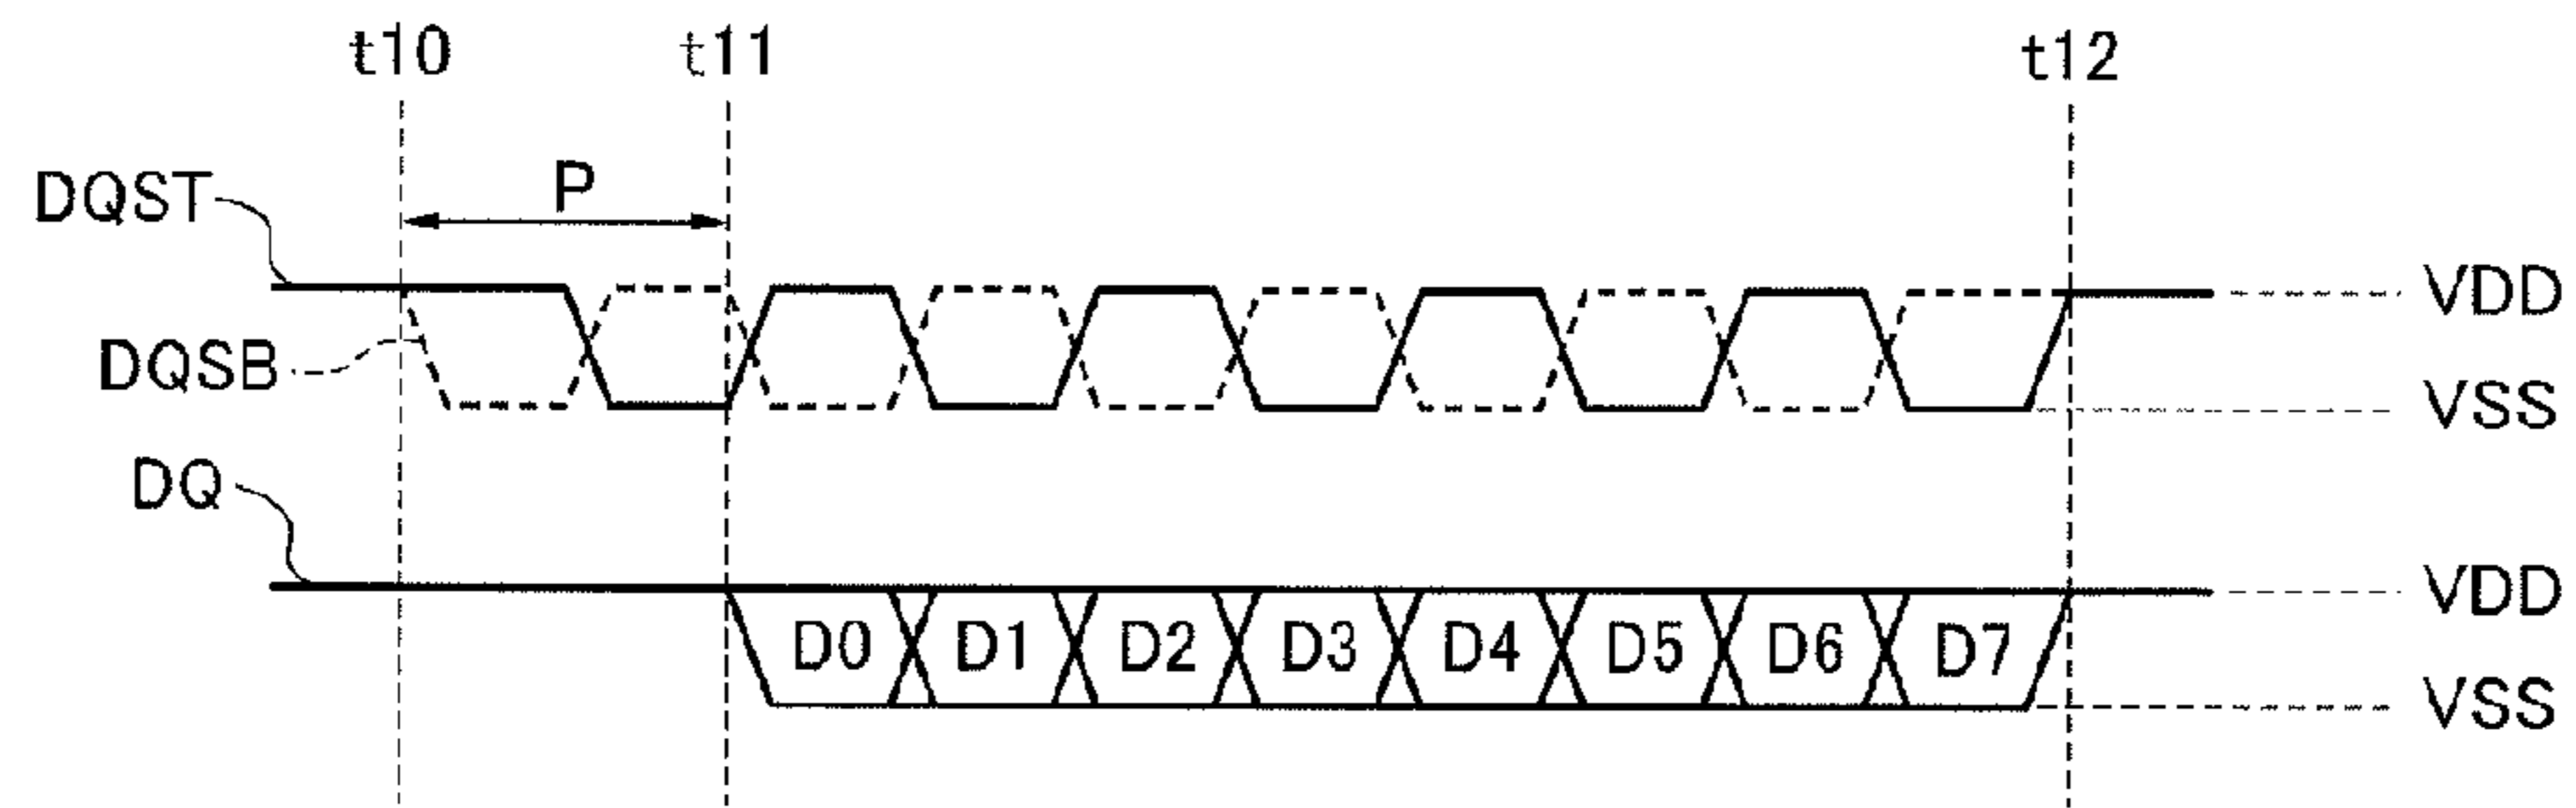 t10 t11 t12
P
DQST
VDD
DQSB
VSS
DQ
VDD
D0 D1 D2 D3 D4 D5 D6 D7
VSS